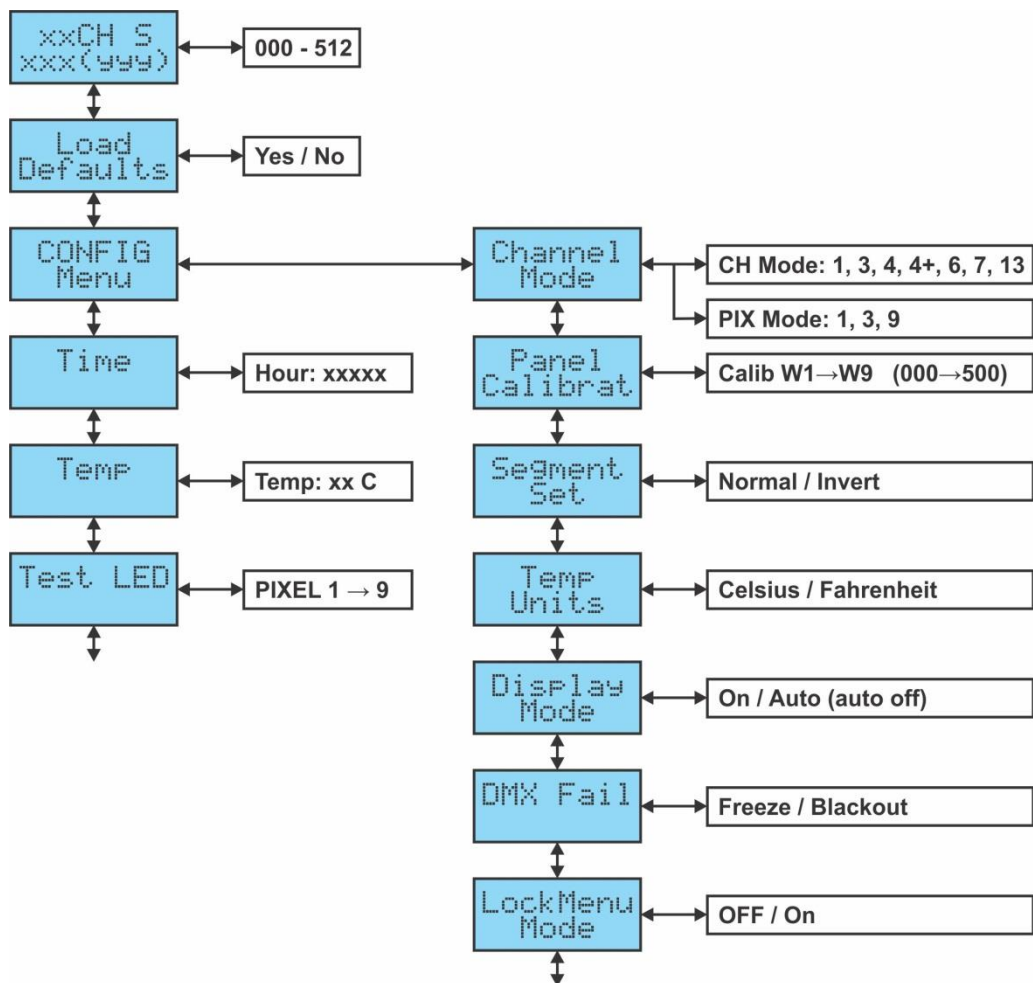 xxCH S
xxx(yyy)
000 - 512
Load
Defaults
Yes / No
CONFIG
Menu
Channel
Mode
CH Mode: 1, 3, 4, 4+, 6, 7, 13
PIX Mode: 1, 3, 9
Time
Hour: xxxxx
Panel
Calibrat
Calib W1→W9 (000→500)
Temp
Temp: xx C
Segment
Set
Normal / Invert
Test LED
PIXEL 1 → 9
Temp
Units
Celsius / Fahrenheit
Display
Mode
On / Auto (auto off)
DMX Fail
Freeze / Blackout
LockMenu
Mode
OFF / On